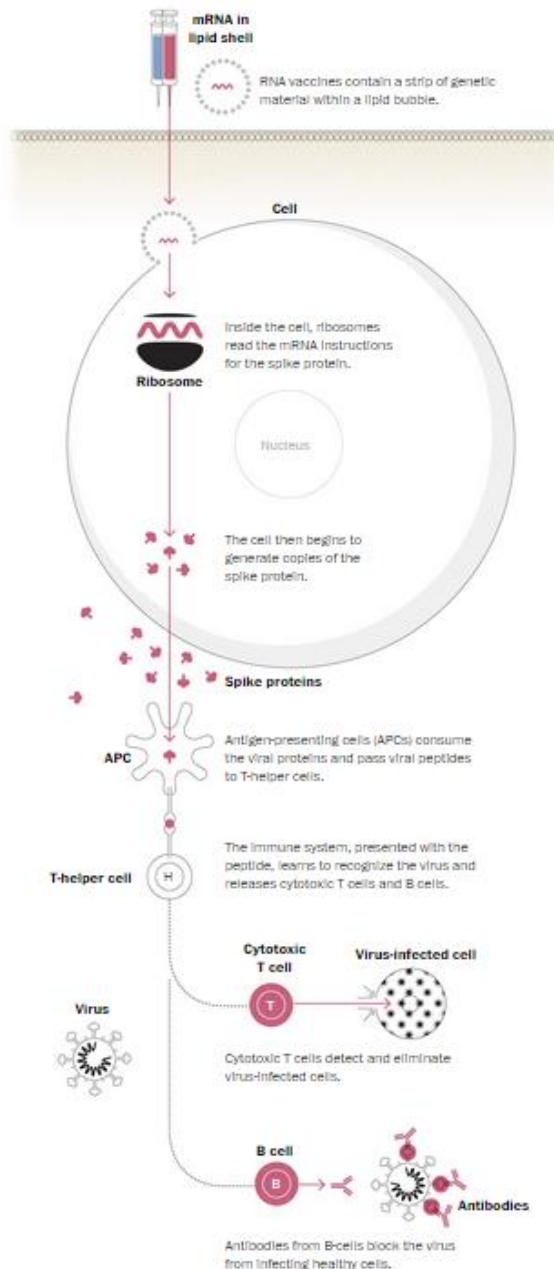 mRNA in
lipid shell
RNA vaccines contain a strip of genetic
material within a lipid bubble.
Cell
Inside the cell, ribosomes
read the mRNA instructions
for the spike protein.
Ribosome
Nucleus
The cell then begins to
generate copies of the
spike protein.
Spike proteins
APC
Antigen-presenting cells (APCs) consume
the viral proteins and pass viral peptides
to T-helper cells.
The immune system, presented with the
peptide, learns to recognize the virus and
releases cytotoxic T cells and B cells.
T-helper cell
H
Cytotoxic
T cell
Virus-infected cell
T
Virus
Cytotoxic T cells detect and eliminate
virus-infected cells.
B cell
B
Antibodies
Antibodies from B-cells block the virus
from infecting healthy cells.